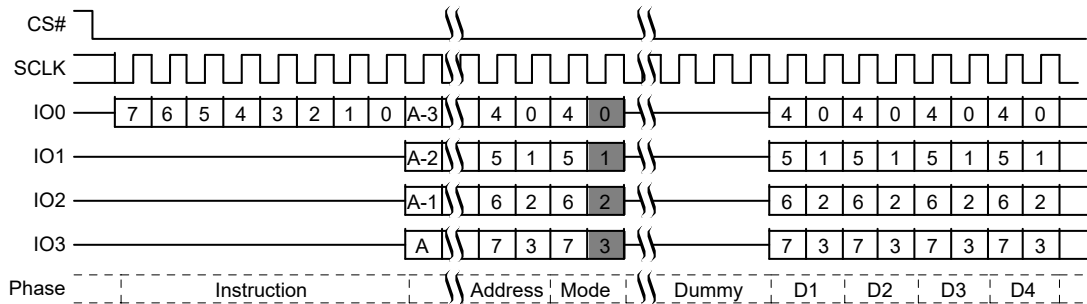 CS#
SCLK
IO0 7 6 5 4 3 2 1 0 A-3 4 0 4 0 4 0 4 0 4 0 4 0
IO1 A-2 5 1 5 1 5 1 5 1 5 1 5 1
IO2 A-1 6 2 6 2 6 2 6 2 6 2 6 2
IO3 A 7 3 7 3 7 3 7 3 7 3 7 3
Phase Instruction Address Mode Dummy D1 D2 D3 D4